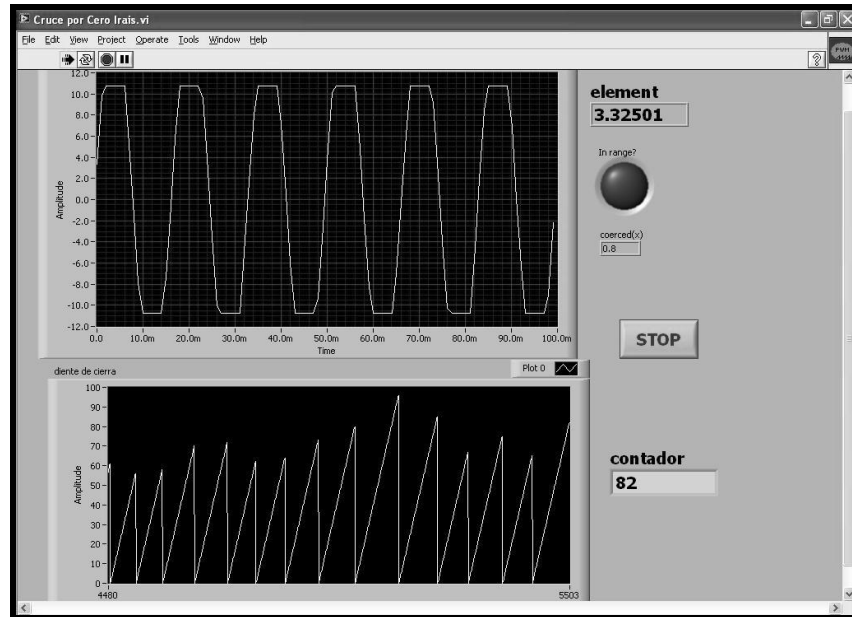 Cruce por Cero Irais.vi
File Edit View Project Operate Tools Window Help
12.0
10.0
8.0
6.0
4.0
2.0
0.0
-2.0
-4.0
-6.0
-8.0
-10.0
-12.0
Amplitude
0.0 10.0m 20.0m 30.0m 40.0m 50.0m 60.0m 70.0m 80.0m 90.0m 100.0m
Time
element
3.32501
In range?
coerced(x)
0.8
STOP
diente de cierra
Plot 0
100
90
80
70
60
50
40
30
20
10
0
Amplitude
4480 5503
contador
82